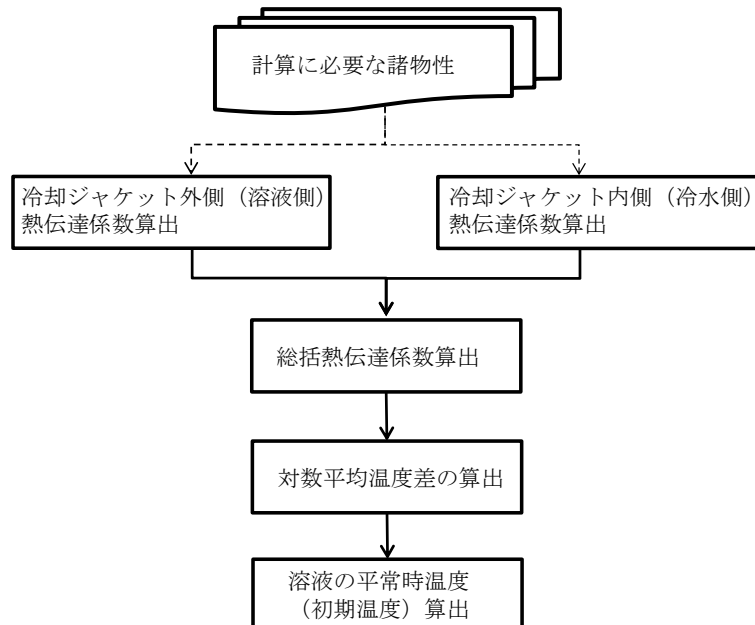 計算に必要な諸物性
冷却ジャケット外側（溶液側）
熱伝達係数算出
冷却ジャケット内側（冷水側）
熱伝達係数算出
総括熱伝達係数算出
対数平均温度差の算出
溶液の平常時温度
（初期温度）算出